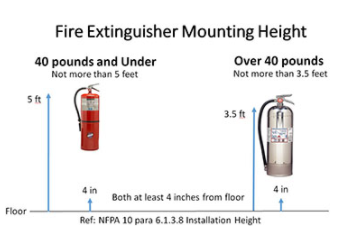 Fire Extinguisher Mounting Height
40 pounds and Under
Not more than 5 feet
Over 40 pounds
Not more than 3.5 feet
5 ft
3.5 ft
4 in
Both at least 4 inches from floor
4 in
Floor
Ref: NFPA 10 para 6.1.3.8 Installation Height